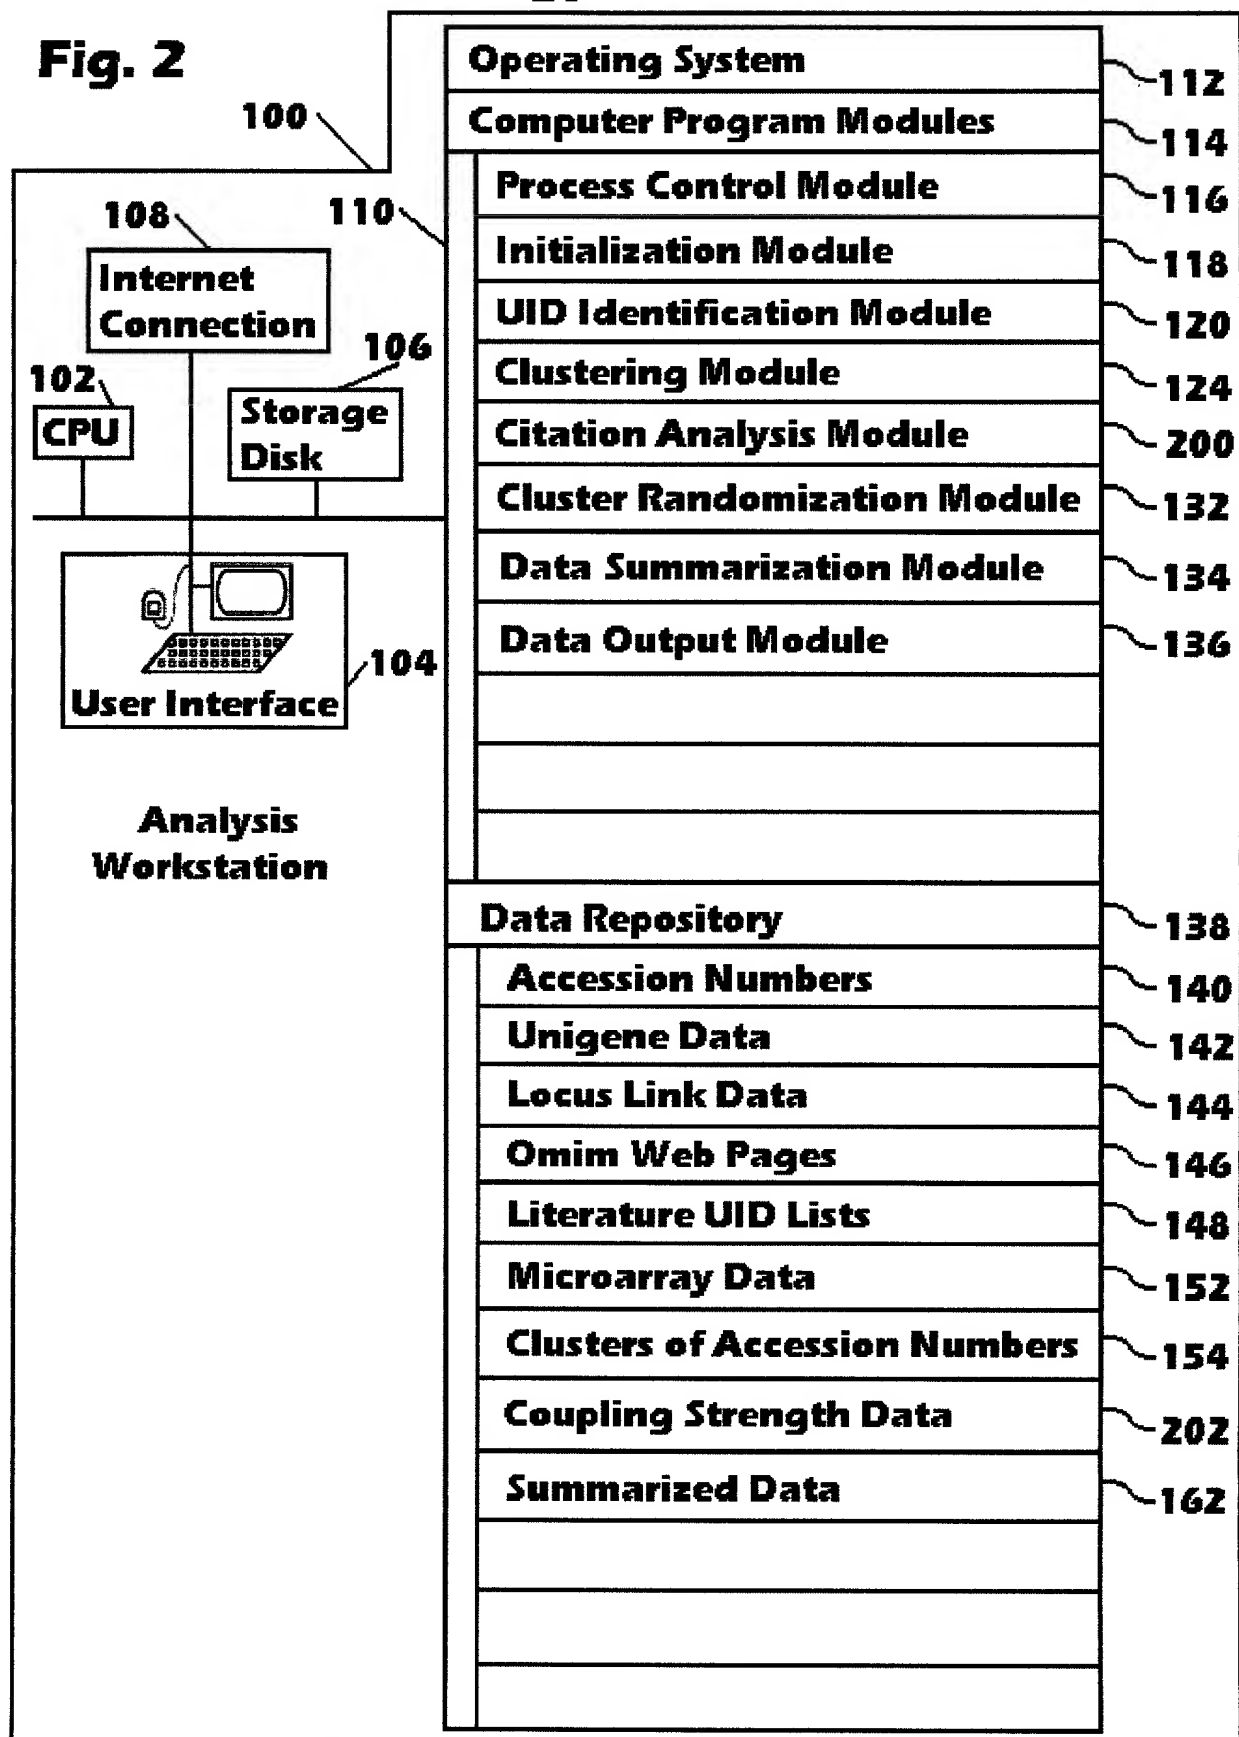 Fig. 2
100
108
110
Internet
Connection
106
102
CPU
Storage
Disk
104
User Interface
Analysis
Workstation
Operating System 112
Computer Program Modules 114
Process Control Module 116
Initialization Module 118
UID Identification Module 120
Clustering Module 124
Citation Analysis Module 200
Cluster Randomization Module 132
Data Summarization Module 134
Data Output Module 136
Data Repository 138
Accession Numbers 140
Unigene Data 142
Locus Link Data 144
Omim Web Pages 146
Literature UID Lists 148
Microarray Data 152
Clusters of Accession Numbers 154
Coupling Strength Data 202
Summarized Data 162